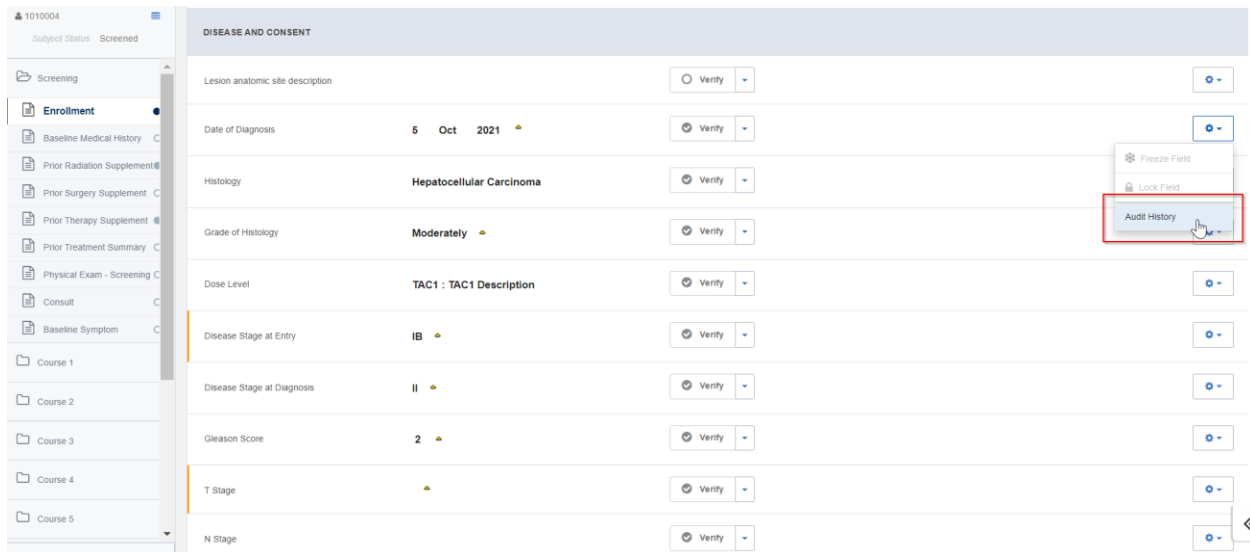 1010004
Subject Status Screened
Screening
Enrollment
Baseline Medical History
Prior Radiation Supplement
Prior Surgery Supplement
Prior Therapy Supplement
Prior Treatment Summary
Physical Exam - Screening
Consult
Baseline Symptom
Course 1
Course 2
Course 3
Course 4
Course 5
DISEASE AND CONSENT
Lesion anatomic site description Verify
Date of Diagnosis 5 Oct 2021 Verify
Freeze Field
Lock Field
Audit History
Histology Hepatocellular Carcinoma Verify
Grade of Histology Moderately Verify
Dose Level TAC1 : TAC1 Description Verify
Disease Stage at Entry IB Verify
Disease Stage at Diagnosis II Verify
Gleason Score 2 Verify
T Stage Verify
N Stage Verify